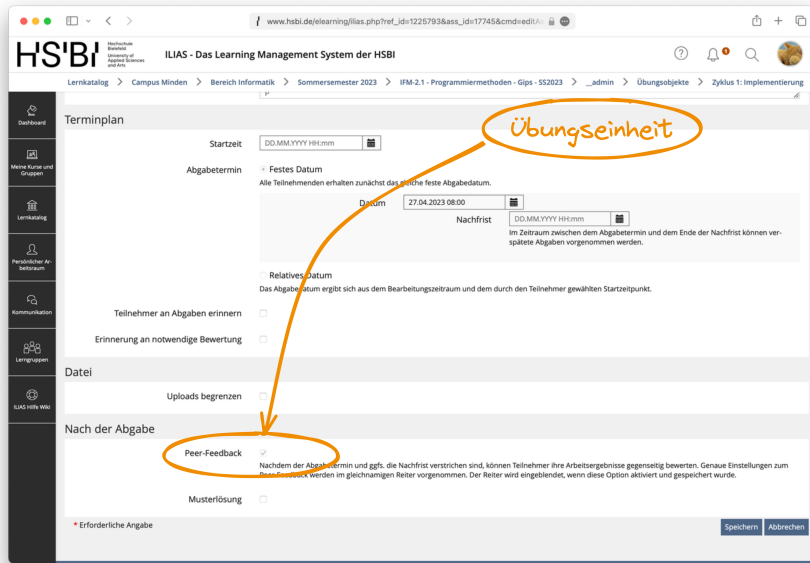 www.hsbi.de/elearning/ilias.php?ref_id=1225793&ass_id=17745&cmd=editAs
HS'BI Hochschule Bielefeld University of Applied Sciences and Arts
ILIAS - Das Learning Management System der HSBI
Lernkatalog > Campus Minden > Bereich Informatik > Sommersemester 2023 > IFM-2.1 - Programmiermethoden - Gips - SS2023 > __admin > Übungsobjekte > Zyklus 1: Implementierung
Dashboard
Meine Kurse und Gruppen
Lernkatalog
Persönlicher Ar-
beitsraum
Kommunikation
Lerngruppen
ILIAS Hilfe Wiki
p
Übungseinheit
Terminplan
Startzeit DD.MM.YYYY HH:mm
Abgabetermin Festes Datum
Alle Teilnehmenden erhalten zunächst das gleiche feste Abgabedatum.
Datum 27.04.2023 08:00
Nachfrist DD.MM.YYYY HH:mm
Im Zeitraum zwischen dem Abgabetermin und dem Ende der Nachfrist können ver-
spätete Abgaben vorgenommen werden.
Relatives Datum
Das Abgabedatum ergibt sich aus dem Bearbeitungszeitraum und dem durch den Teilnehmer gewählten Startzeitpunkt.
Teilnehmer an Abgaben erinnern
Erinnerung an notwendige Bewertung
Datei
Uploads begrenzen
Nach der Abgabe
Peer-Feedback
Nachdem der Abgabetermin und ggfs. die Nachfrist verstrichen sind, können Teilnehmer ihre Arbeitsergebnisse gegenseitig bewerten. Genaue Einstellungen zum
Peer-Feedback werden im gleichnamigen Reiter vorgenommen. Der Reiter wird eingeblendet, wenn diese Option aktiviert und gespeichert wurde.
Musterlösung
* Erforderliche Angabe
Speichern Abbrechen